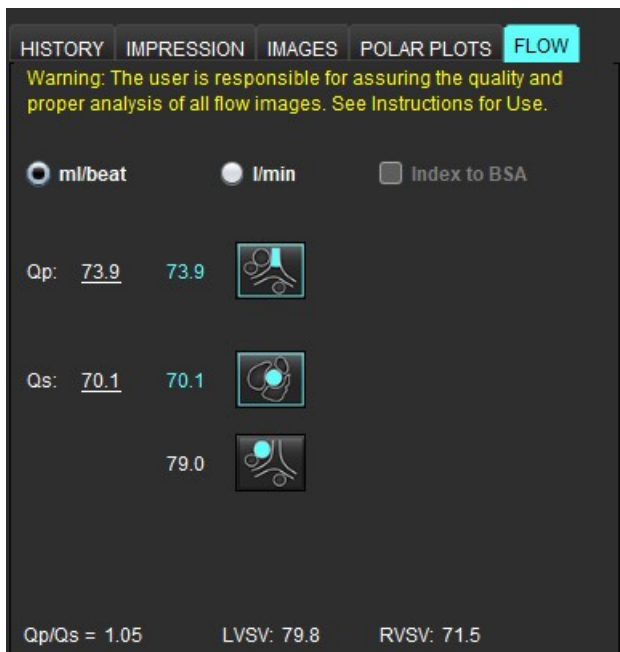 HISTORY IMPRESSION IMAGES POLAR PLOTS FLOW
Warning: The user is responsible for assuring the quality and
proper analysis of all flow images. See Instructions for Use.
ml/beat l/min Index to BSA
Qp: 73.9 73.9
Qs: 70.1 70.1
79.0
Qp/Qs = 1.05 LVSV: 79.8 RVSV: 71.5